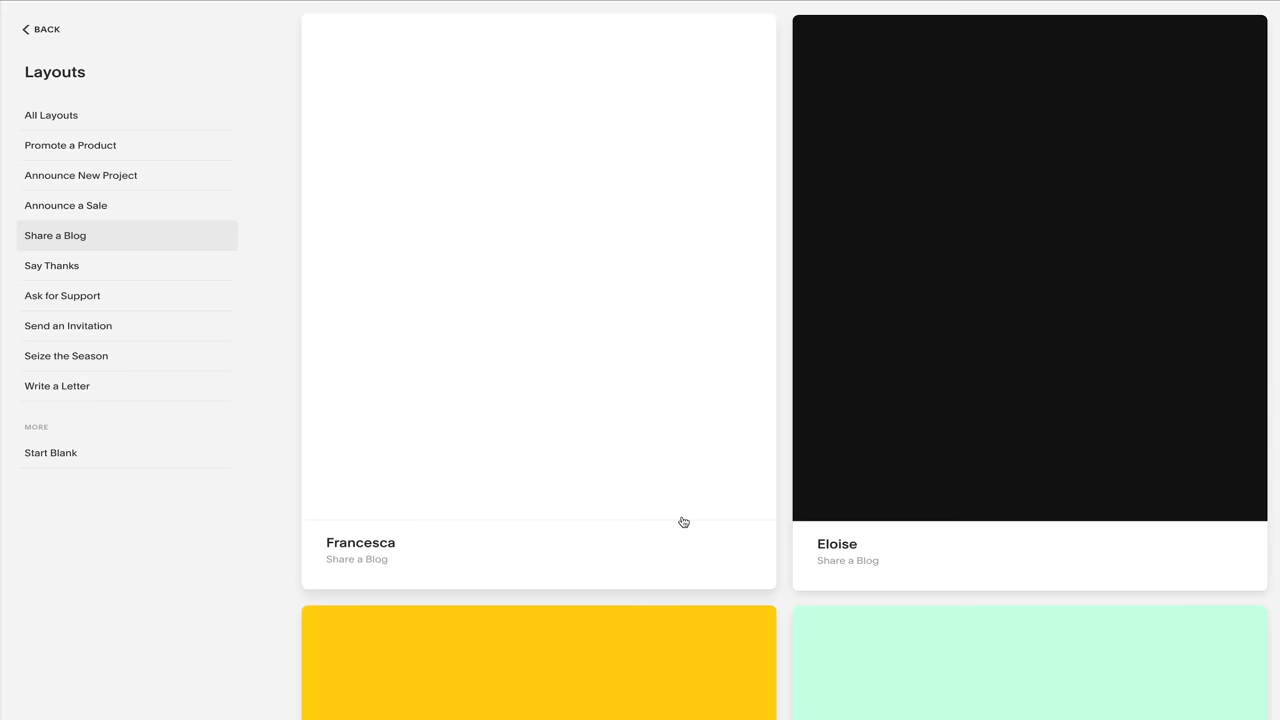 BACK
Layouts
All Layouts
Promote a Product
Announce New Project
Announce a Sale
Share a Blog
Say Thanks
Ask for Support
Send an Invitation
Seize the Season
Write a Letter
MORE
Start Blank
Francesca
Share a Blog
Eloise
Share a Blog